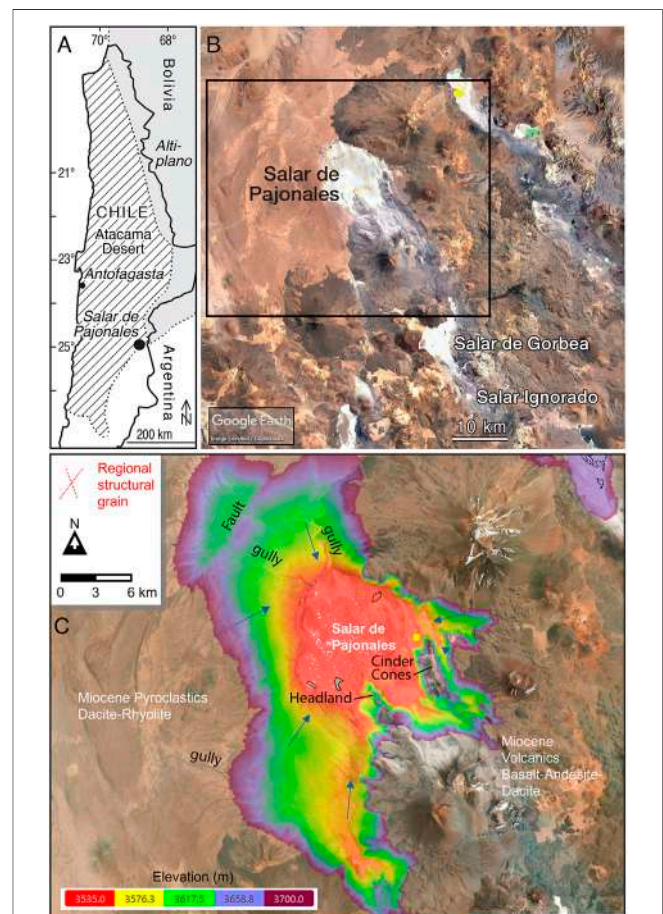 A
70°
68°
Bolivia
Alti-
plano
21°
CHILE
Atacama
Desert
23°
Antofagasta
Salar de
Pajonales
25°
Argentina
N
200 km
B
Salar de
Pajonales
Salar de Gorbea
Salar Ignorado
Google Earth
10 km
Regional
structural
grain
N
0 3 6 km
C
Fault
gully
gully
Salar de
Pajonales
Cinder
Cones
Headland
Miocene Pyroclastics
Dacite-Rhyolite
gully
Miocene
Volcanics
Basalt-Andesite-
Dacite
Elevation (m)
3535.0 3576.3 3617.5 3658.8 3700.0